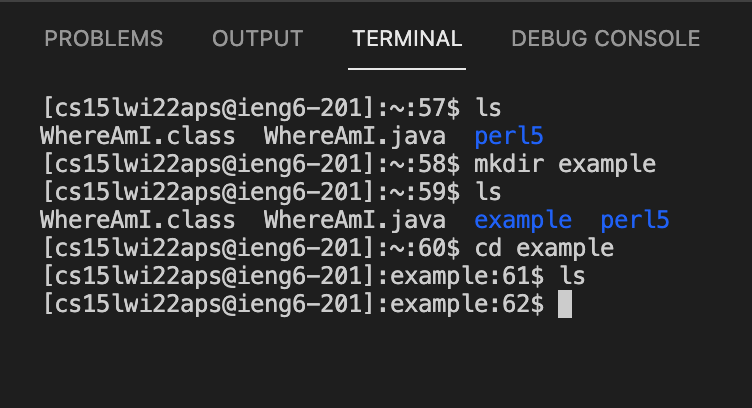 PROBLEMS OUTPUT TERMINAL DEBUG CONSOLE
[cs15lwi22aps@ieng6-201]:~:57$ ls
WhereAmI.class  WhereAmI.java  perl5
[cs15lwi22aps@ieng6-201]:~:58$ mkdir example
[cs15lwi22aps@ieng6-201]:~:59$ ls
WhereAmI.class  WhereAmI.java  example  perl5
[cs15lwi22aps@ieng6-201]:~:60$ cd example
[cs15lwi22aps@ieng6-201]:example:61$ ls
[cs15lwi22aps@ieng6-201]:example:62$